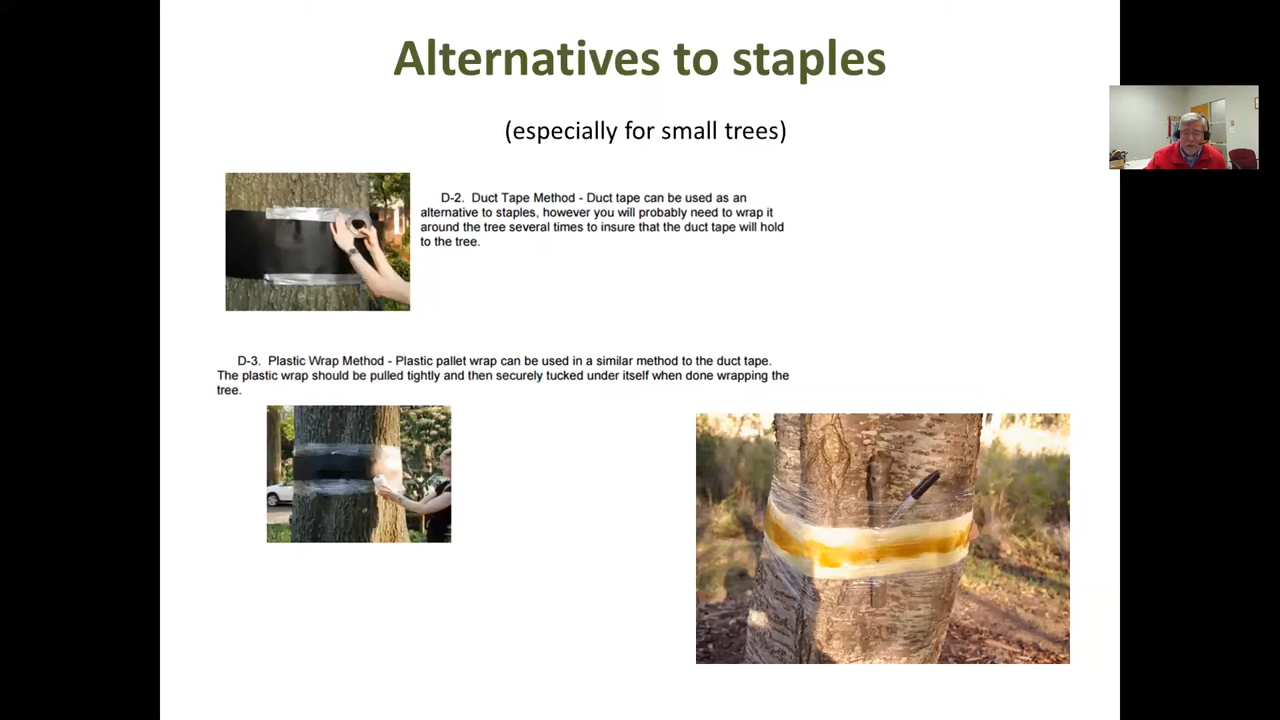 Alternatives to staples
(especially for small trees)
D-2. Duct Tape Method - Duct tape can be used as an
alternative to staples, however you will probably need to wrap it
around the tree several times to insure that the duct tape will hold
to the tree.
D-3. Plastic Wrap Method - Plastic pallet wrap can be used in a similar method to the duct tape.
The plastic wrap should be pulled tightly and then securely tucked under itself when done wrapping the
tree.